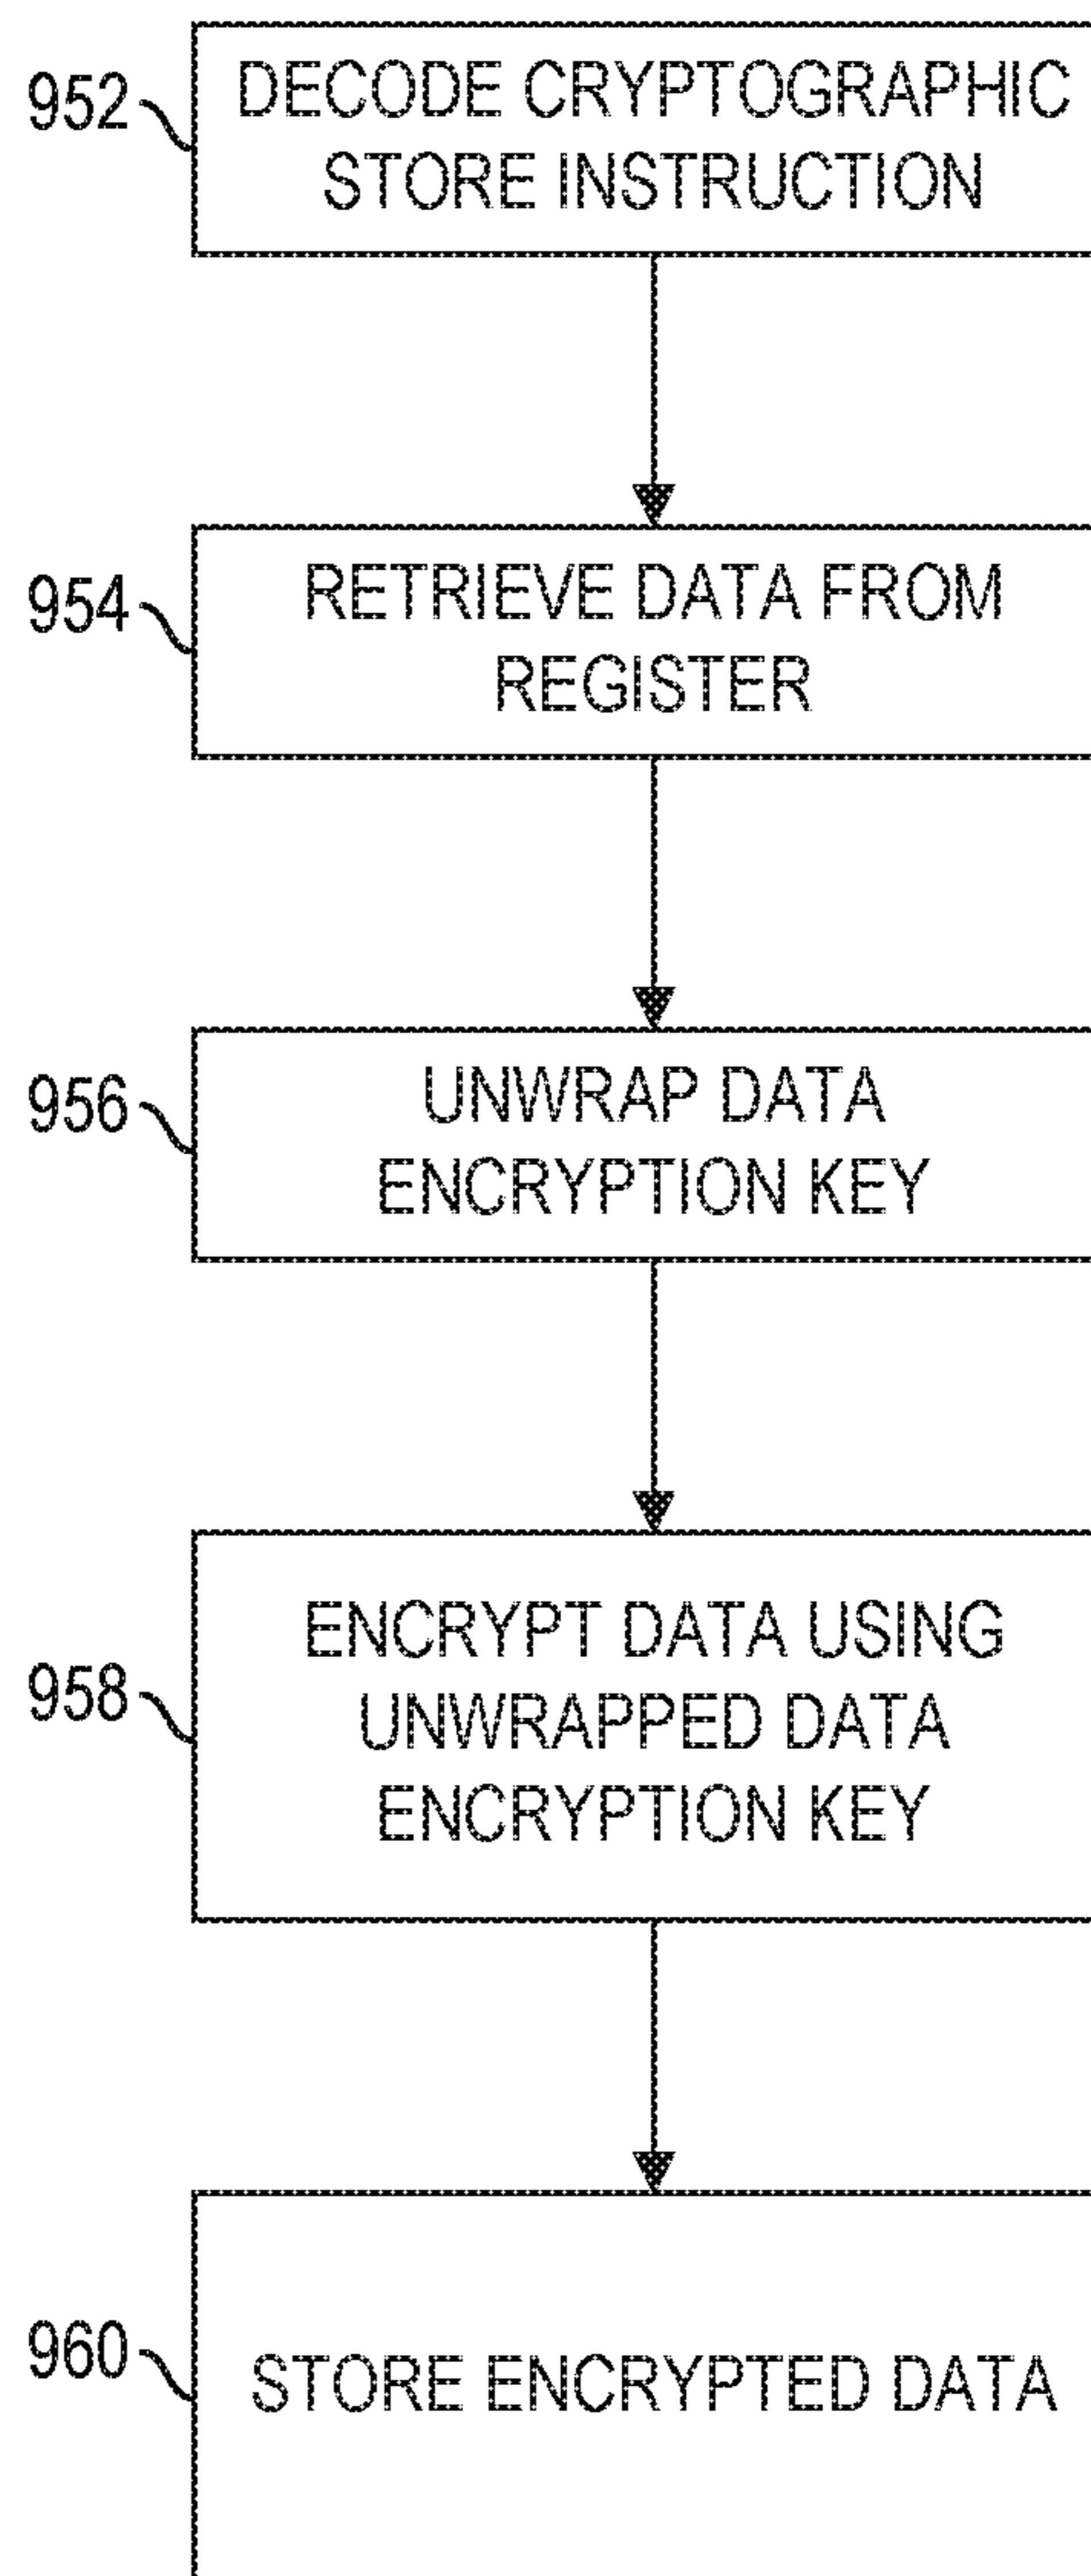 952
DECODE CRYPTOGRAPHIC
STORE INSTRUCTION
954
RETRIEVE DATA FROM
REGISTER
956
UNWRAP DATA
ENCRYPTION KEY
958
ENCRYPT DATA USING
UNWRAPPED DATA
ENCRYPTION KEY
960
STORE ENCRYPTED DATA